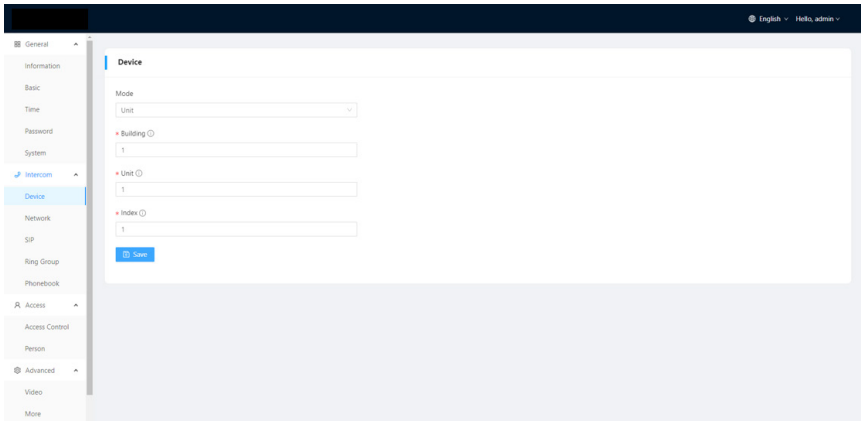 English
Hello, admin
General
Information
Basic
Time
Password
System
Intercom
Device
Network
SIP
Ring Group
Phonebook
Access
Access Control
Person
Advanced
Video
More
Device
Mode
Unit
* Building
1
* Unit
1
* Index
1
Save